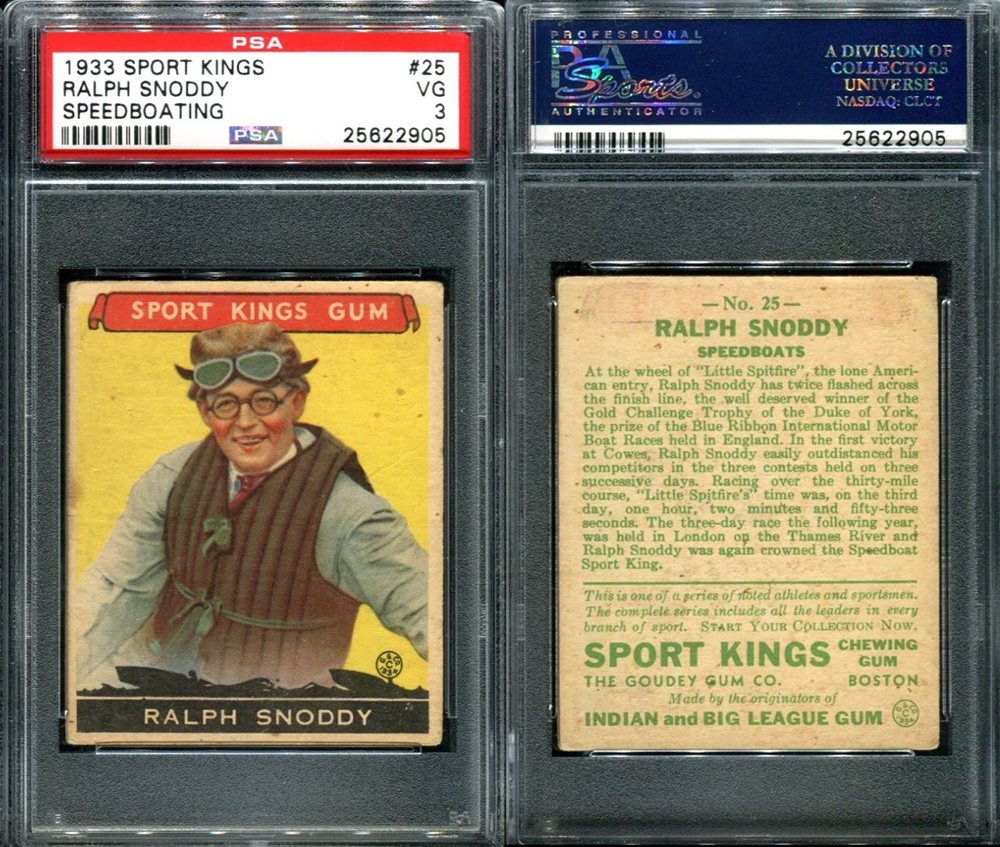 PSA
1933 SPORT KINGS #25
RALPH SNODDY VG
SPEEDBOATING 3
PSA 25622905
SPORT KINGS GUM
RALPH SNODDY
PROFESSIONAL
PSA
Sports
AUTHENTICATOR
A DIVISION OF
COLLECTORS
UNIVERSE
NASDAQ: CLCT
25622905
— No. 25 —
RALPH SNODDY
SPEEDBOATS
At the wheel of "Little Spitfire", the lone Ameri-
can entry, Ralph Snoddy has twice flashed across
the finish line, the well deserved winner of the
Gold Challenge Trophy of the Duke of York,
the prize of the Blue Ribbon International Motor
Boat Races held in England. In the first victory
at Cowes, Ralph Snoddy easily outdistanced his
competitors in the three contests held on three
successive days. Racing over the thirty-mile
course, "Little Spitfire's" time was, on the third
day, one hour, two minutes and fifty-three
seconds. The three-day race the following year,
was held in London on the Thames River and
Ralph Snoddy was again crowned the Speedboat
Sport King.
This is one of a series of noted athletes and sportsmen.
The complete series includes all the leaders in every
branch of sport. START YOUR COLLECTION NOW.
SPORT KINGS CHEWING GUM
THE GOUDEY GUM CO. BOSTON
Made by the originators of
INDIAN and BIG LEAGUE GUM